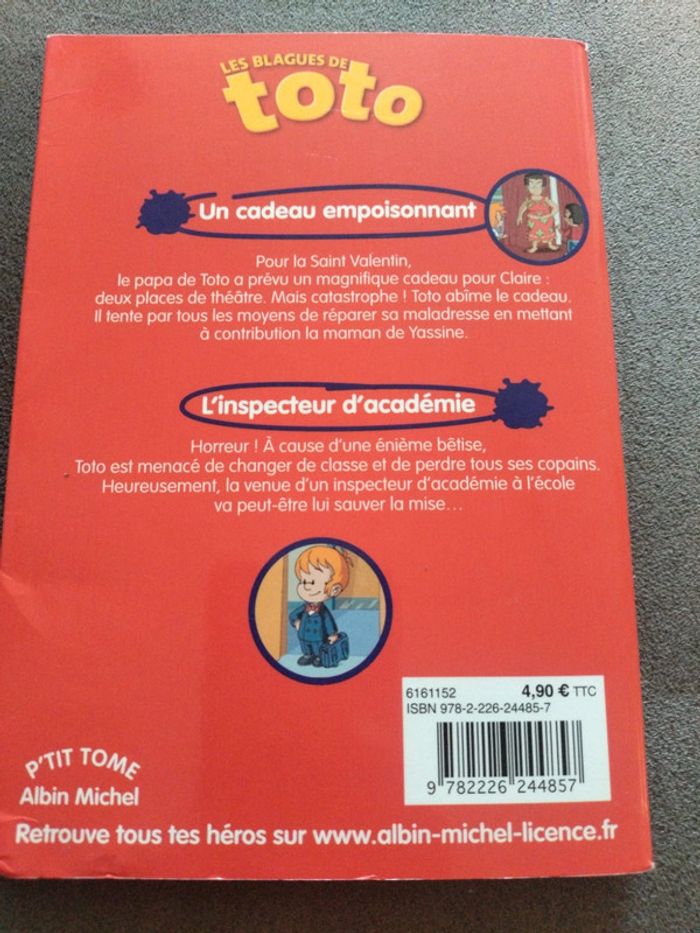 LES BLAGUES DE
toto
Un cadeau empoisonnant
Pour la Saint Valentin,
le papa de Toto a prévu un magnifique cadeau pour Claire :
deux places de théâtre. Mais catastrophe ! Toto abîme le cadeau.
Il tente par tous les moyens de réparer sa maladresse en mettant
à contribution la maman de Yassine.
L'inspecteur d'académie
Horreur ! À cause d'une énième bêtise,
Toto est menacé de changer de classe et de perdre tous ses copains.
Heureusement, la venue d'un inspecteur d'académie à l'école
va peut-être lui sauver la mise...
6161152 4,90 € TTC
ISBN 978-2-226-24485-7
9 782226 244857
P'TIT TOME
Albin Michel
Retrouve tous tes héros sur www.albin-michel-licence.fr